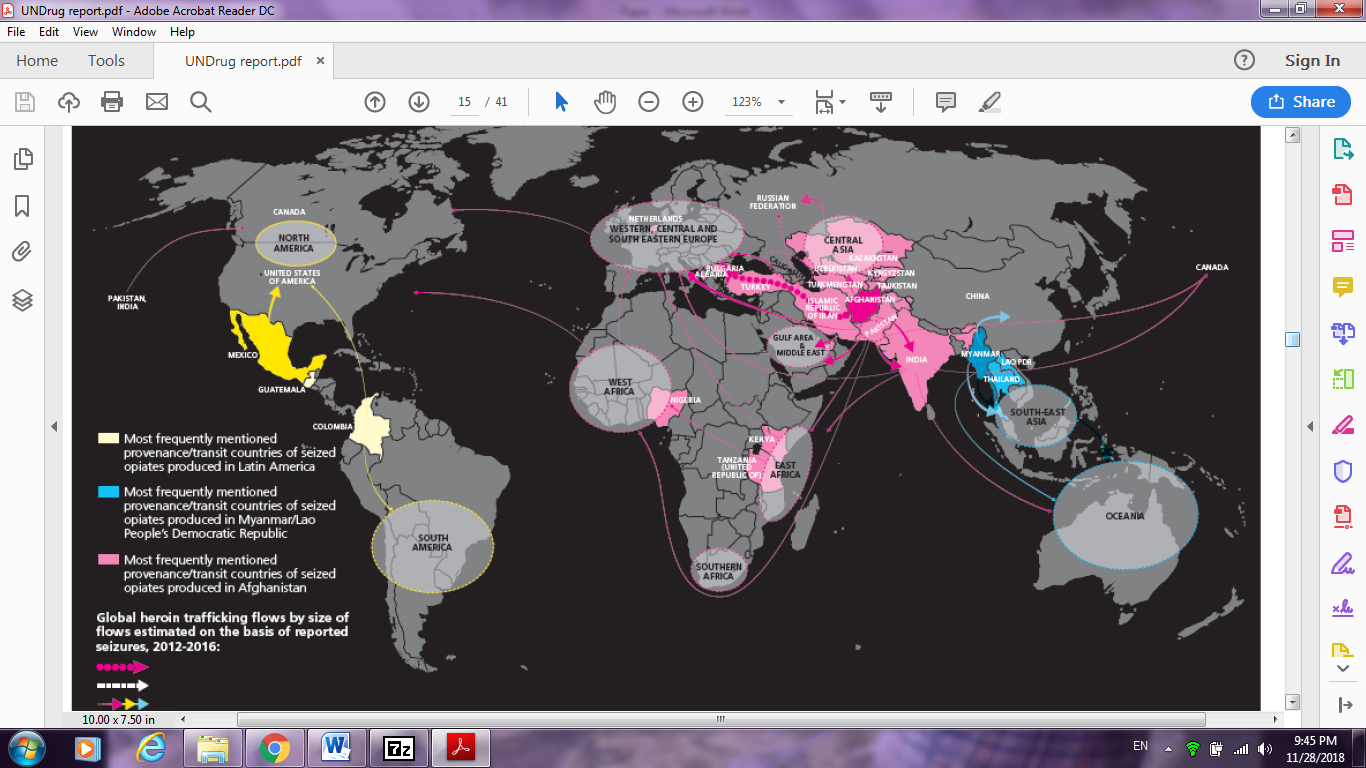 UNDrug report.pdf - Adobe Acrobat Reader DC
File Edit View Window Help
Home Tools UNDrug report.pdf × ? Sign In
15 / 41 123% Share
CANADA
NORTH
AMERICA
UNITED STATES
OF AMERICA
PAKISTAN,
INDIA
MEXICO
GUATEMALA
COLOMBIA
SOUTH
AMERICA
NETHERLANDS
WESTERN, CENTRAL AND
SOUTH EASTERN EUROPE
RUSSIAN
FEDERATION
CENTRAL
ASIA
KAZAKHSTAN
BULGARIA
ALBANIA
CAUCASUS
UZBEKISTAN
KYRGYZSTAN
TURKEY
TURKMENISTAN
TAJIKISTAN
ISLAMIC
REPUBLIC
OF IRAN
AFGHANISTAN
PAKISTAN
CHINA
CANADA
GULF AREA
&
MIDDLE EAST
INDIA
MYANMAR
LAO PDR
THAILAND
SOUTH-EAST
ASIA
WEST
AFRICA
NIGERIA
KENYA
TANZANIA
(UNITED
REPUBLIC OF)
EAST
AFRICA
SOUTHERN
AFRICA
OCEANIA
Most frequently mentioned
provenance/transit countries of seized
opiates produced in Latin America
Most frequently mentioned
provenance/transit countries of seized
opiates produced in Myanmar/Lao
People's Democratic Republic
Most frequently mentioned
provenance/transit countries of seized
opiates produced in Afghanistan
Global heroin trafficking flows by size of
flows estimated on the basis of reported
seizures, 2012-2016:
10.00 x 7.50 in
EN 9:45 PM
11/28/2018